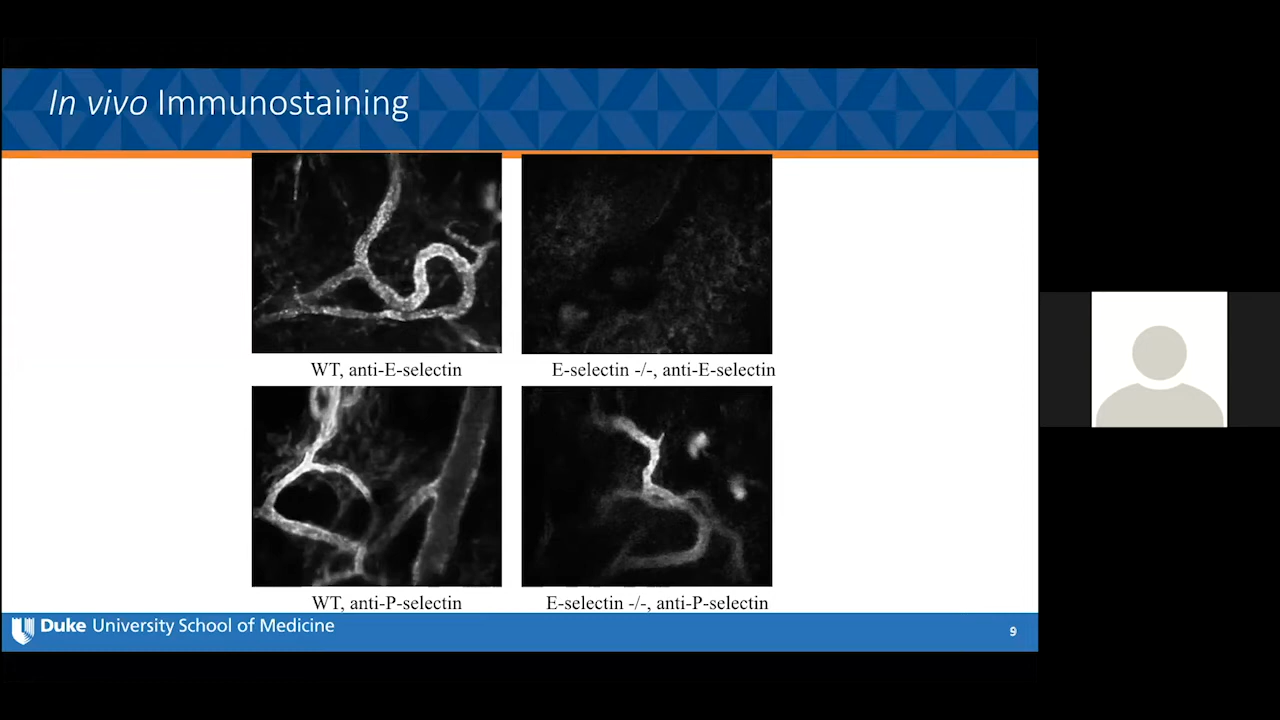 In vivo Immunostaining
WT, anti-E-selectin
E-selectin -/-, anti-E-selectin
WT, anti-P-selectin
E-selectin -/-, anti-P-selectin
Duke University School of Medicine
9